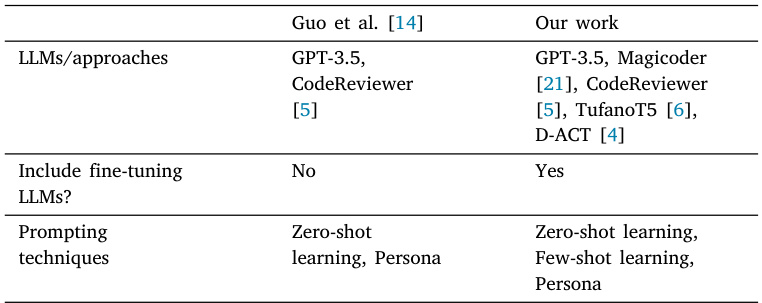 Guo et al. [14] Our work
LLMs/approaches GPT-3.5, GPT-3.5, Magicoder
CodeReviewer [21], CodeReviewer
[5] [5], TufanoT5 [6],
D-ACT [4]
Include fine-tuning No Yes
LLMs?
Prompting Zero-shot Zero-shot learning,
techniques learning, Persona Few-shot learning,
Persona